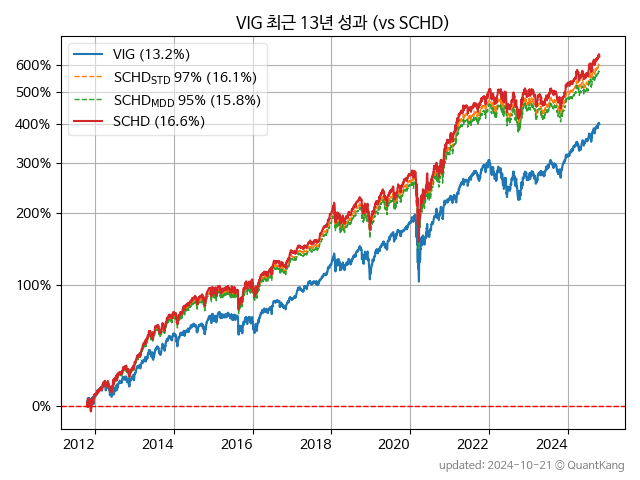 VIG 최근 13년 성과 (vs SCHD)
VIG (13.2%)
SCHD_STD 97% (16.1%)
SCHD_MDD 95% (15.8%)
SCHD (16.6%)
600%
500%
400%
300%
200%
100%
0%
2012 2014 2016 2018 2020 2022 2024
updated: 2024-10-21 © QuantKang